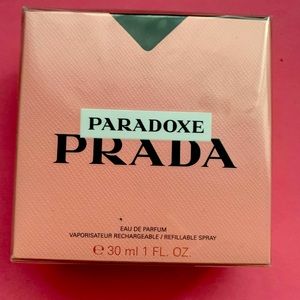 PARADOXE
PRADA
EAU DE PARFUM
VAPORISATEUR RECHARGEABLE / REFILLABLE SPRAY
℮ 30 ml 1 FL. OZ.